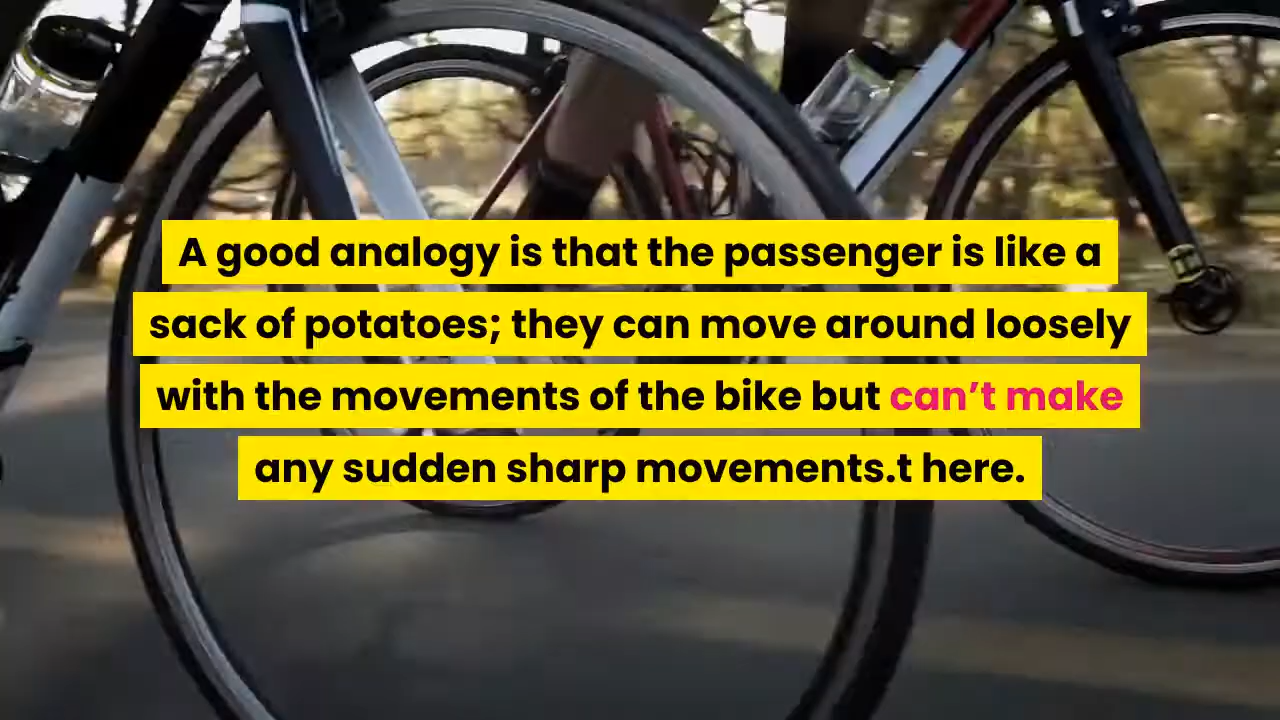 A good analogy is that the passenger is like a
sack of potatoes; they can move around loosely
with the movements of the bike but can’t make
any sudden sharp movements.t here.